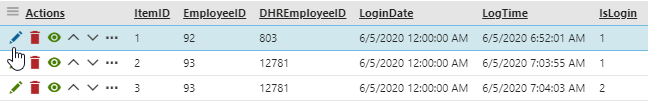 Actions ItemID EmployeeID DHREmployeeID LoginDate LogTime IsLogin
1 92 803 6/5/2020 12:00:00 AM 6/5/2020 6:52:01 AM 1
2 93 12781 6/5/2020 12:00:00 AM 6/5/2020 7:03:55 AM 1
3 93 12781 6/5/2020 12:00:00 AM 6/5/2020 7:04:03 AM 2